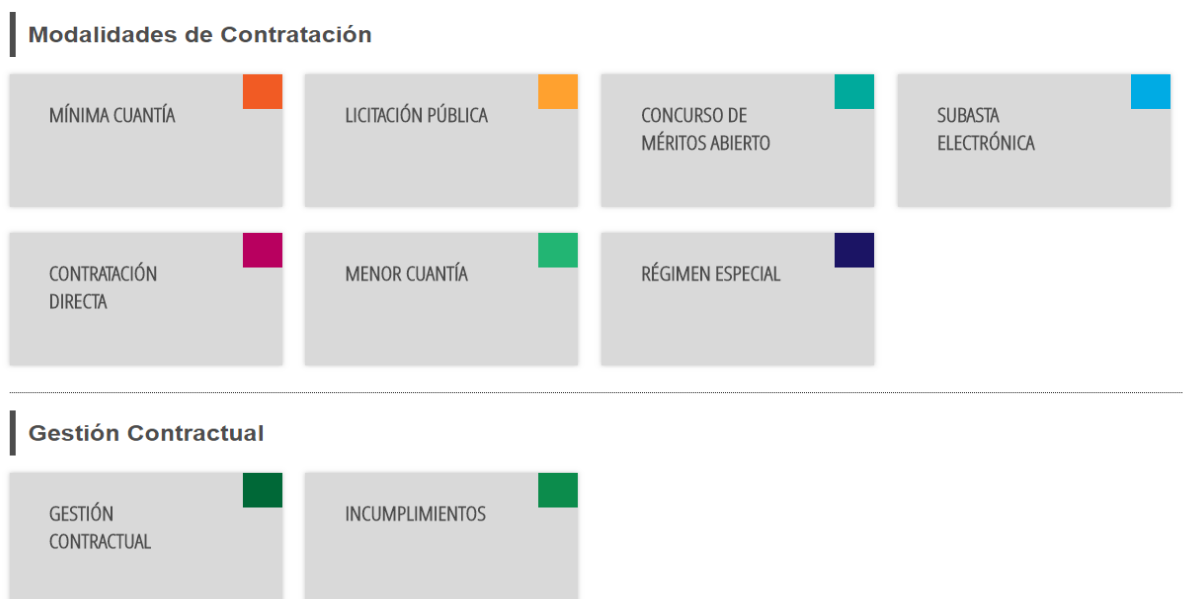 Modalidades de Contratación
MÍNIMA CUANTÍA
LICITACIÓN PÚBLICA
CONCURSO DE
MÉRITOS ABIERTO
SUBASTA
ELECTRÓNICA
CONTRATACIÓN
DIRECTA
MENOR CUANTÍA
RÉGIMEN ESPECIAL
Gestión Contractual
GESTIÓN
CONTRACTUAL
INCUMPLIMIENTOS